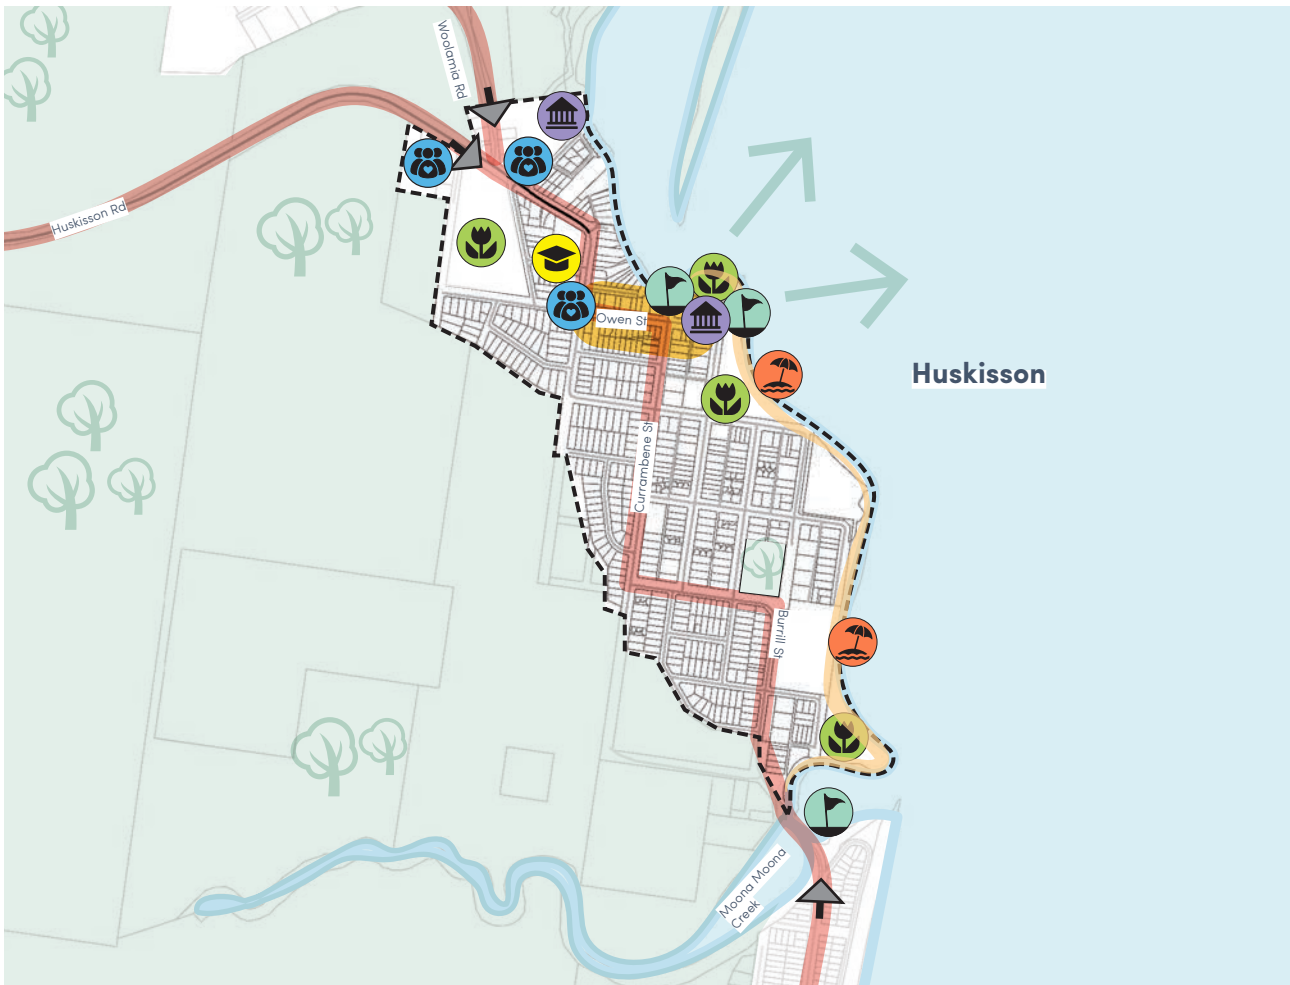 Woolamia Rd
Huskisson Rd
Owen St
Huskisson
Currambene St
Burrill St
Moona Moona
Creek